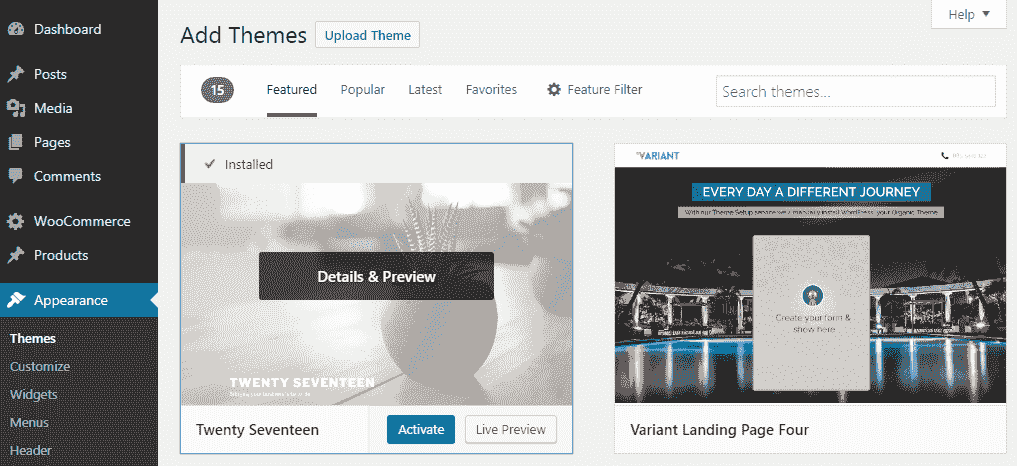 Dashboard
Posts
Media
Pages
Comments
WooCommerce
Products
Appearance
Themes
Customize
Widgets
Menus
Header
Help
Add Themes
Upload Theme
15
Featured
Popular
Latest
Favorites
Feature Filter
Search themes...
Installed
Details & Preview
TWENTY SEVENTEEN
Twenty Seventeen
Activate
Live Preview
VARIANT
EVERY DAY A DIFFERENT JOURNEY
With our Theme Setup service we'll manually install WordPress, your Organic Theme
Create your form &
show here
Variant Landing Page Four